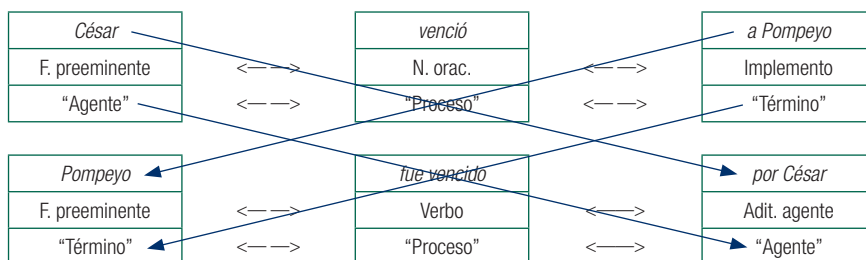 César venció a Pompeyo
F. preeminente <— —> N. orac. <— —> Implemento
“Agente” <— —> “Proceso” <— —> “Término”
Pompeyo fue vencido por César
F. preeminente <— —> Verbo <——> Adit. agente
“Término” <— —> “Proceso” <——> “Agente”